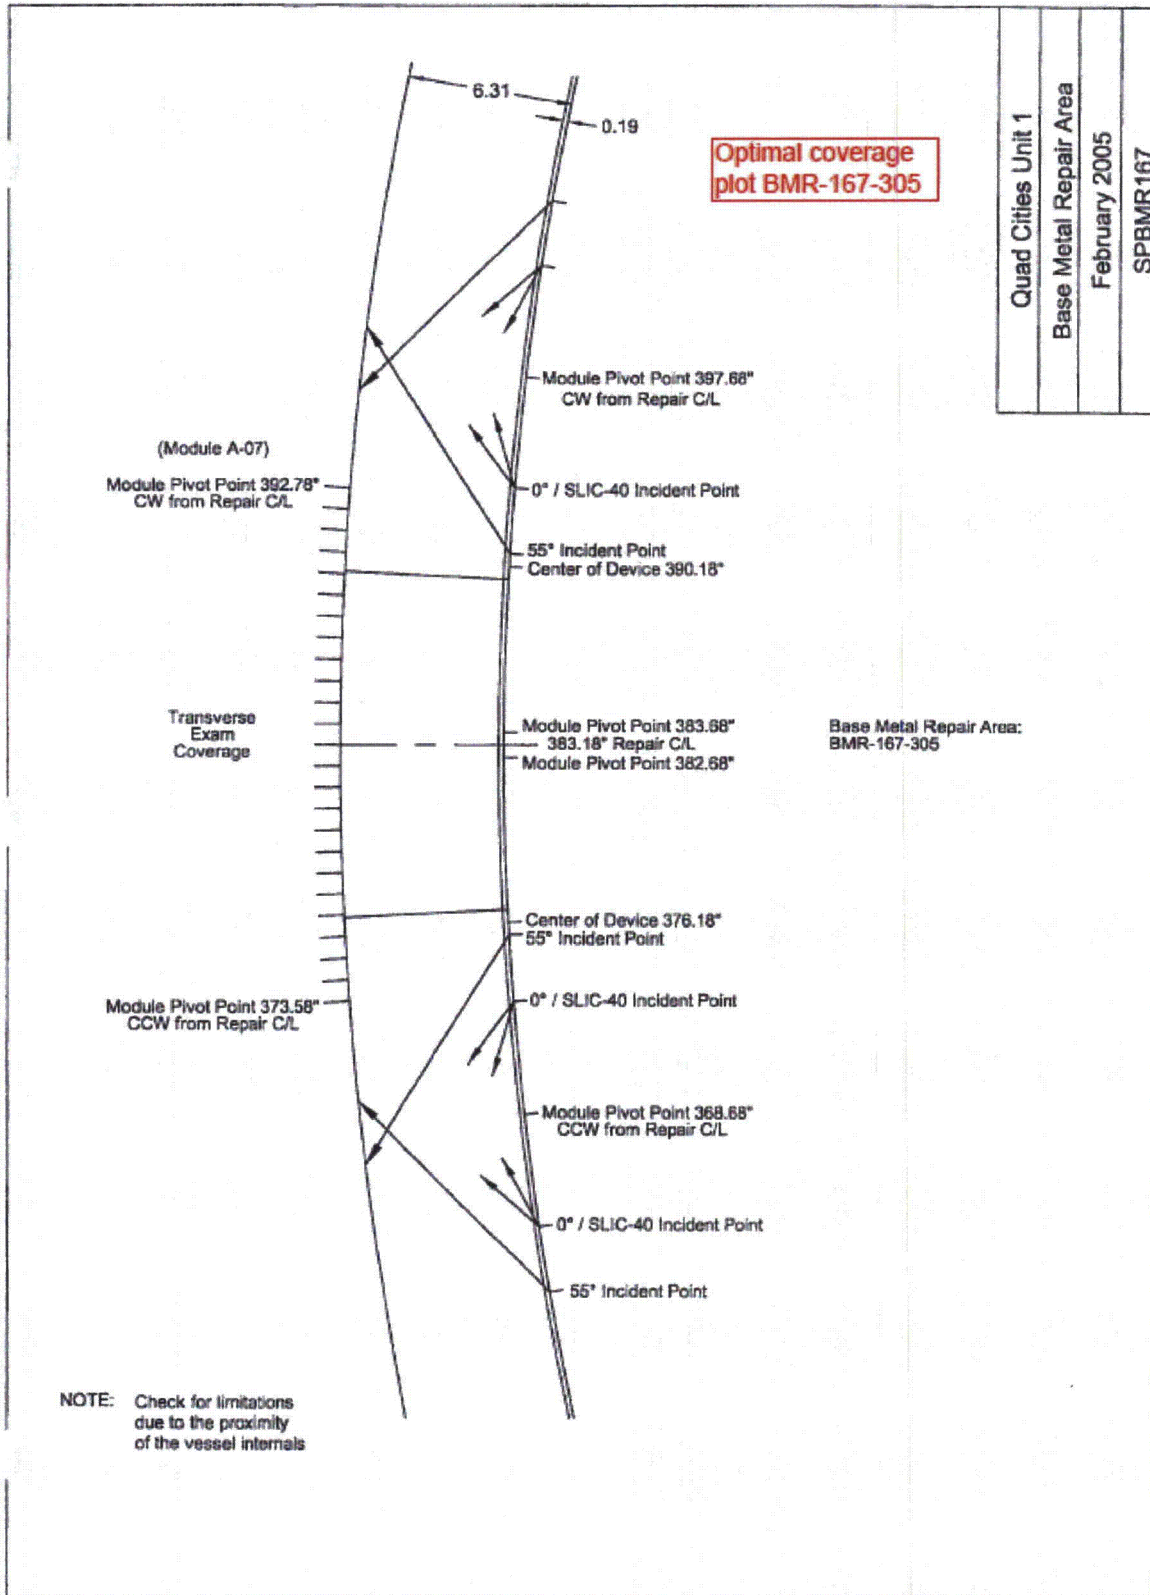 6.31
0.19
Optimal coverage
plot BMR-167-305
Quad Cities Unit 1
Base Metal Repair Area
February 2005
SPBMR167
Module Pivot Point 397.68"
CW from Repair C/L
(Module A-07)
Module Pivot Point 392.78"
CW from Repair C/L
0° / SLIC-40 Incident Point
55° Incident Point
Center of Device 390.18"
Transverse
Exam
Coverage
Module Pivot Point 383.68"
383.18" Repair C/L
Module Pivot Point 382.68"
Base Metal Repair Area:
BMR-167-305
Center of Device 376.18"
55° Incident Point
Module Pivot Point 373.58"
CCW from Repair C/L
0° / SLIC-40 Incident Point
Module Pivot Point 368.68"
CCW from Repair C/L
0° / SLIC-40 Incident Point
55° Incident Point
NOTE: Check for limitations
due to the proximity
of the vessel internals